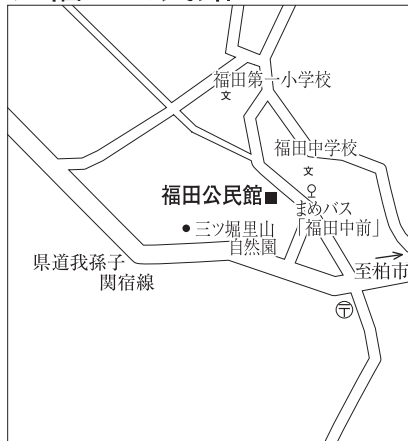 福田第一小学校
文
福田中学校
文
福田公民館■
まめバス
「福田中前」
●三ツ堀里山
自然園
県道我孫子
関宿線
至柏市
〒